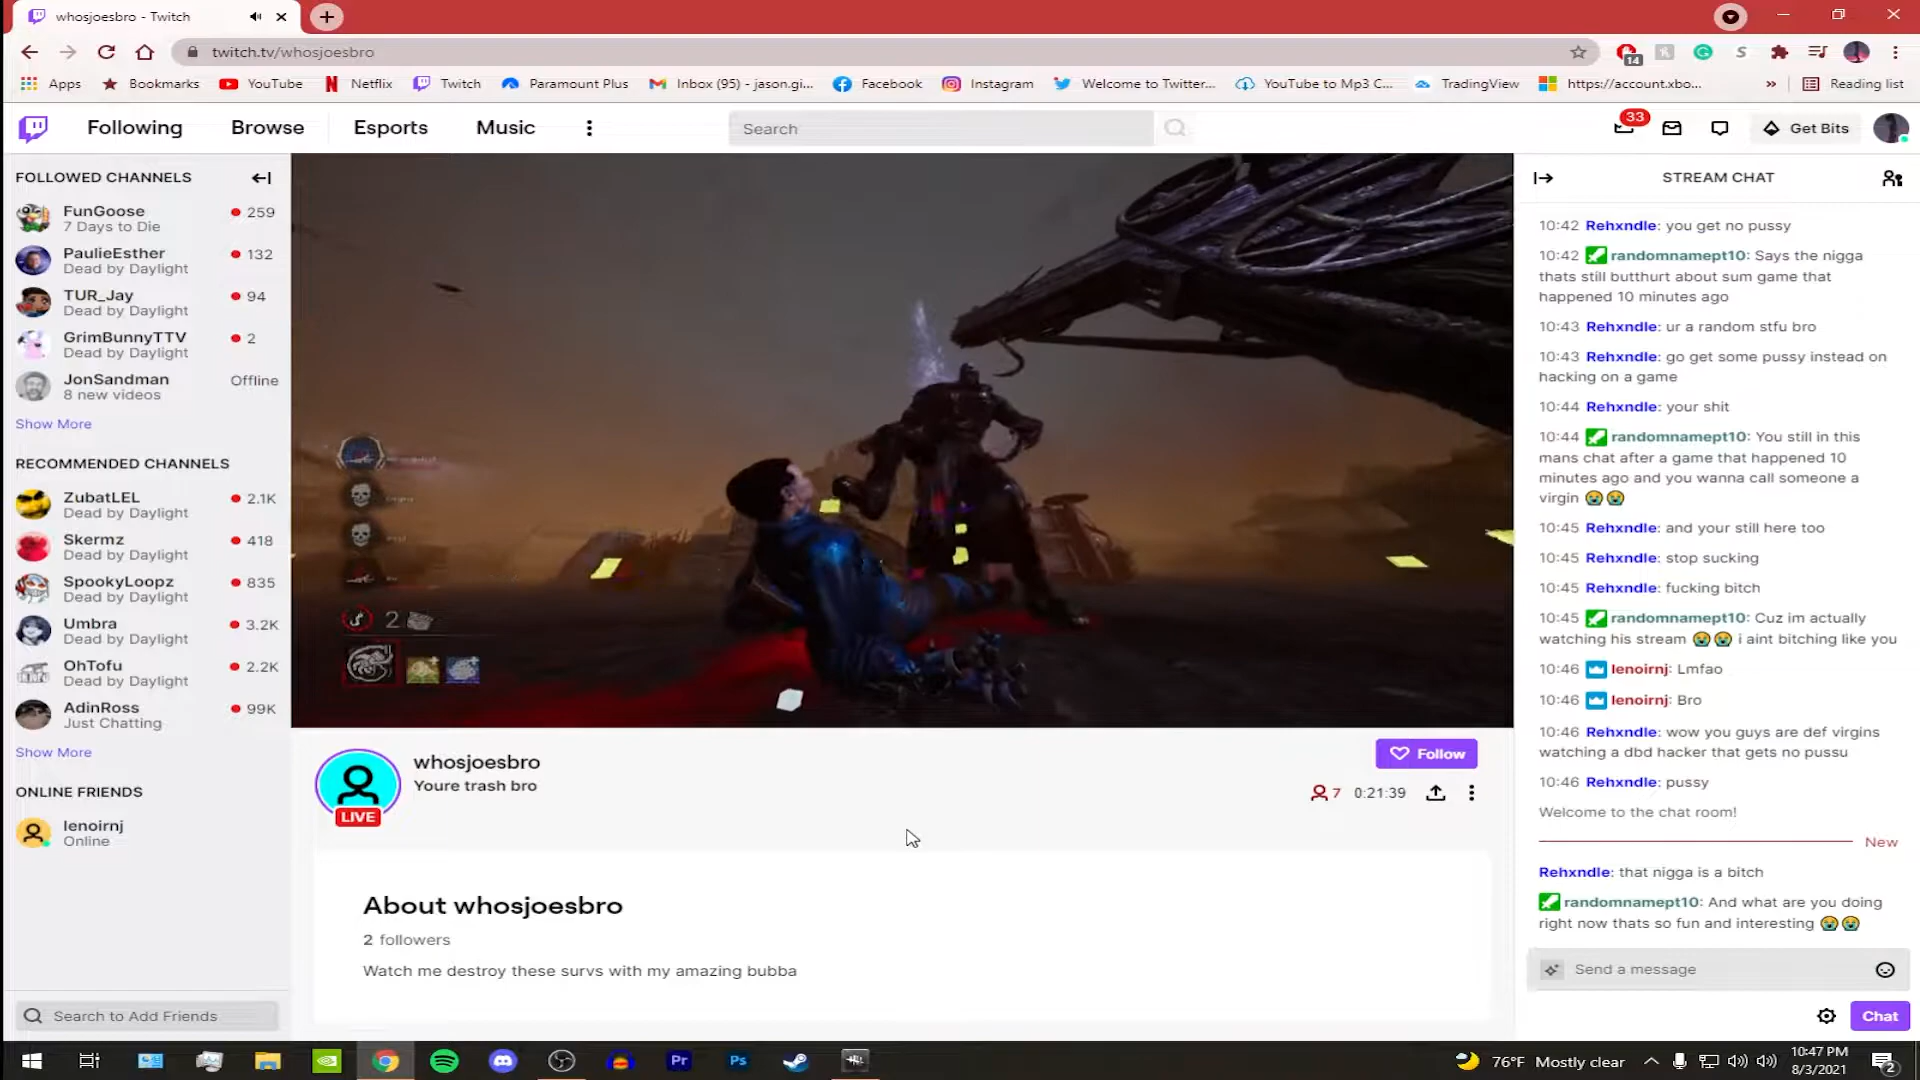 whosjoesbro - Twitch
twitch.tv/whosjoesbro
14
Apps Bookmarks YouTube Netflix Twitch Paramount Plus Inbox (95) - jason.gi... Facebook Instagram Welcome to Twitter... YouTube to Mp3 C... TradingView https://account.xbo... » Reading list
Following Browse Esports Music Search 33 Get Bits
FOLLOWED CHANNELS
FunGoose 259
7 Days to Die
PaulieEsther 132
Dead by Daylight
TUR_Jay 94
Dead by Daylight
GrimBunnyTTV 2
Dead by Daylight
JonSandman Offline
8 new videos
Show More
RECOMMENDED CHANNELS
ZubatLEL 2.1K
Dead by Daylight
Skermz 418
Dead by Daylight
SpookyLoopz 835
Dead by Daylight
Umbra 3.2K
Dead by Daylight
OhTofu 2.2K
Dead by Daylight
AdinRoss 99K
Just Chatting
Show More
ONLINE FRIENDS
lenoirnj
Online
Search to Add Friends
2
whosjoesbro
Youre trash bro
LIVE
Follow
7 0:21:39
About whosjoesbro
2 followers
Watch me destroy these survs with my amazing bubba
STREAM CHAT
10:42 Rehxndle: you get no pussy
10:42 randomnamept10: Says the nigga
thats still butthurt about sum game that
happened 10 minutes ago
10:43 Rehxndle: ur a random stfu bro
10:43 Rehxndle: go get some pussy instead on
hacking on a game
10:44 Rehxndle: your shit
10:44 randomnamept10: You still in this
mans chat after a game that happened 10
minutes ago and you wanna call someone a
virgin 😭😭
10:45 Rehxndle: and your still here too
10:45 Rehxndle: stop sucking
10:45 Rehxndle: fucking bitch
10:45 randomnamept10: Cuz im actually
watching his stream 😭😭 i aint bitching like you
10:46 lenoirnj: Lmfao
10:46 lenoirnj: Bro
10:46 Rehxndle: wow you guys are def virgins
watching a dbd hacker that gets no pussu
10:46 Rehxndle: pussy
Welcome to the chat room!
New
Rehxndle: that nigga is a bitch
randomnamept10: And what are you doing
right now thats so fun and interesting 😭😭
Send a message
Chat
Pr Ps
76°F Mostly clear
10:47 PM
8/3/2021
2